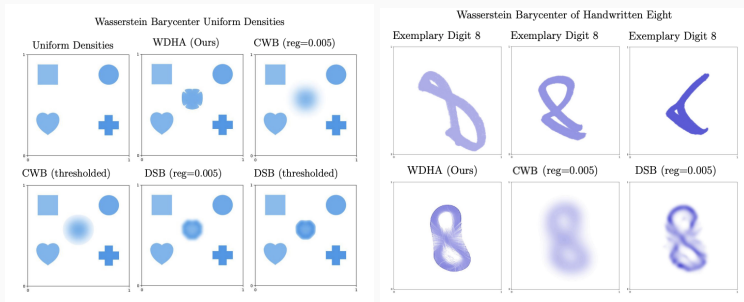 Wasserstein Barycenter Uniform Densities
Uniform Densities
WDHA (Ours)
CWB (reg=0.005)
CWB (thresholded)
DSB (reg=0.005)
DSB (thresholded)
Wasserstein Barycenter of Handwritten Eight
Exemplary Digit 8
Exemplary Digit 8
Exemplary Digit 8
WDHA (Ours)
CWB (reg=0.005)
DSB (reg=0.005)